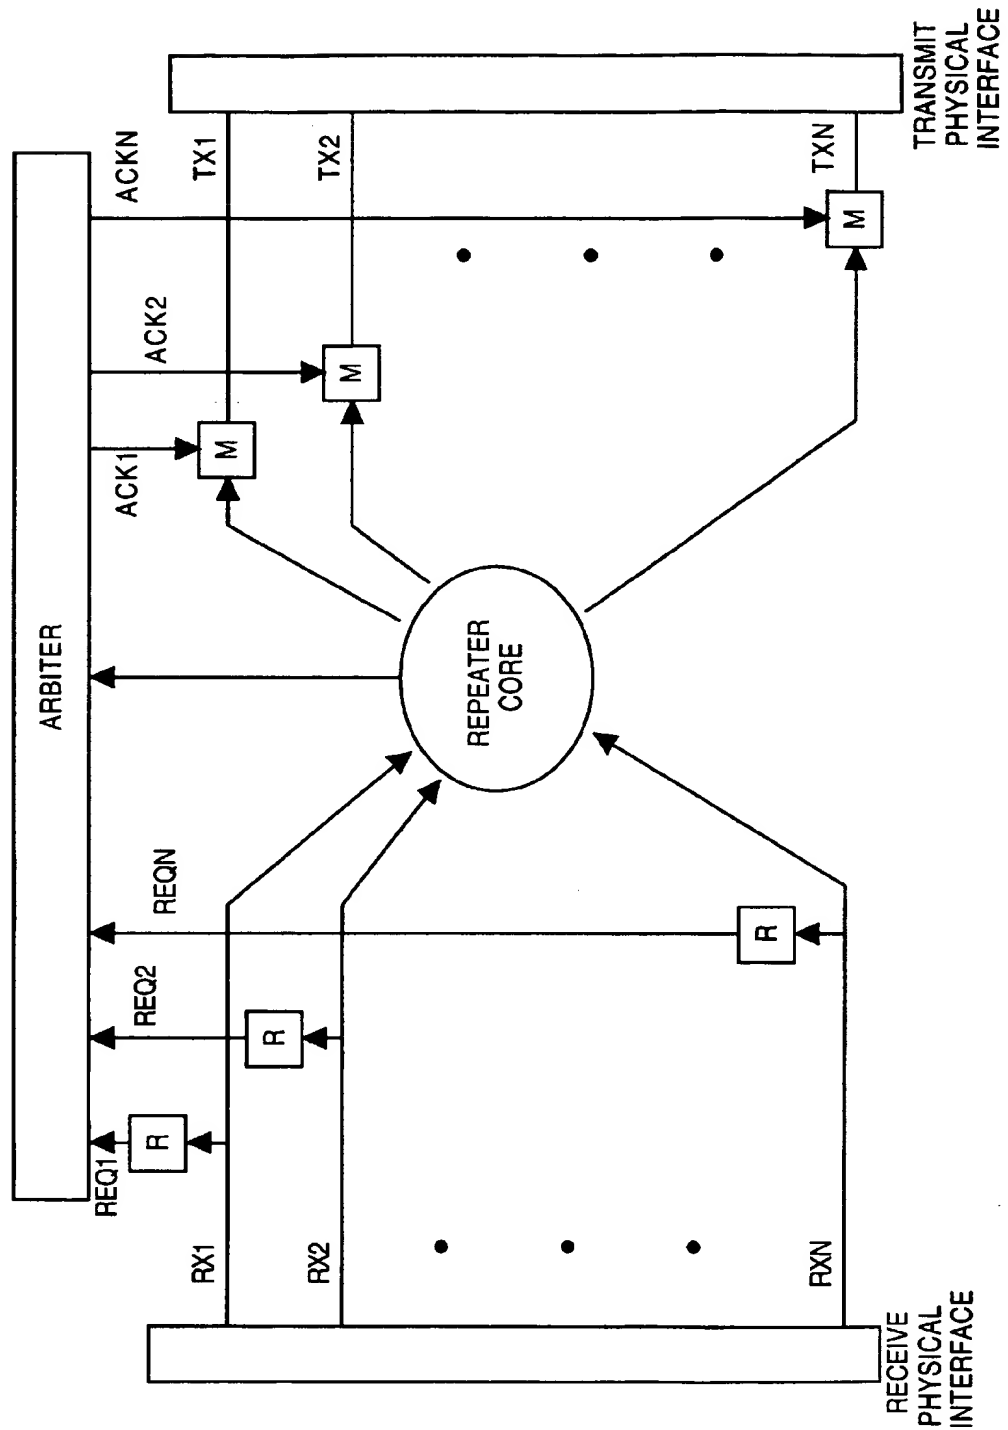 ARBITER
REQ1
REQ2
REQN
ACK1
ACK2
ACKN
R
R
R
M
M
M
RX1
RX2
RXN
TX1
TX2
TXN
REPEATER
CORE
RECEIVE
PHYSICAL
INTERFACE
TRANSMIT
PHYSICAL
INTERFACE